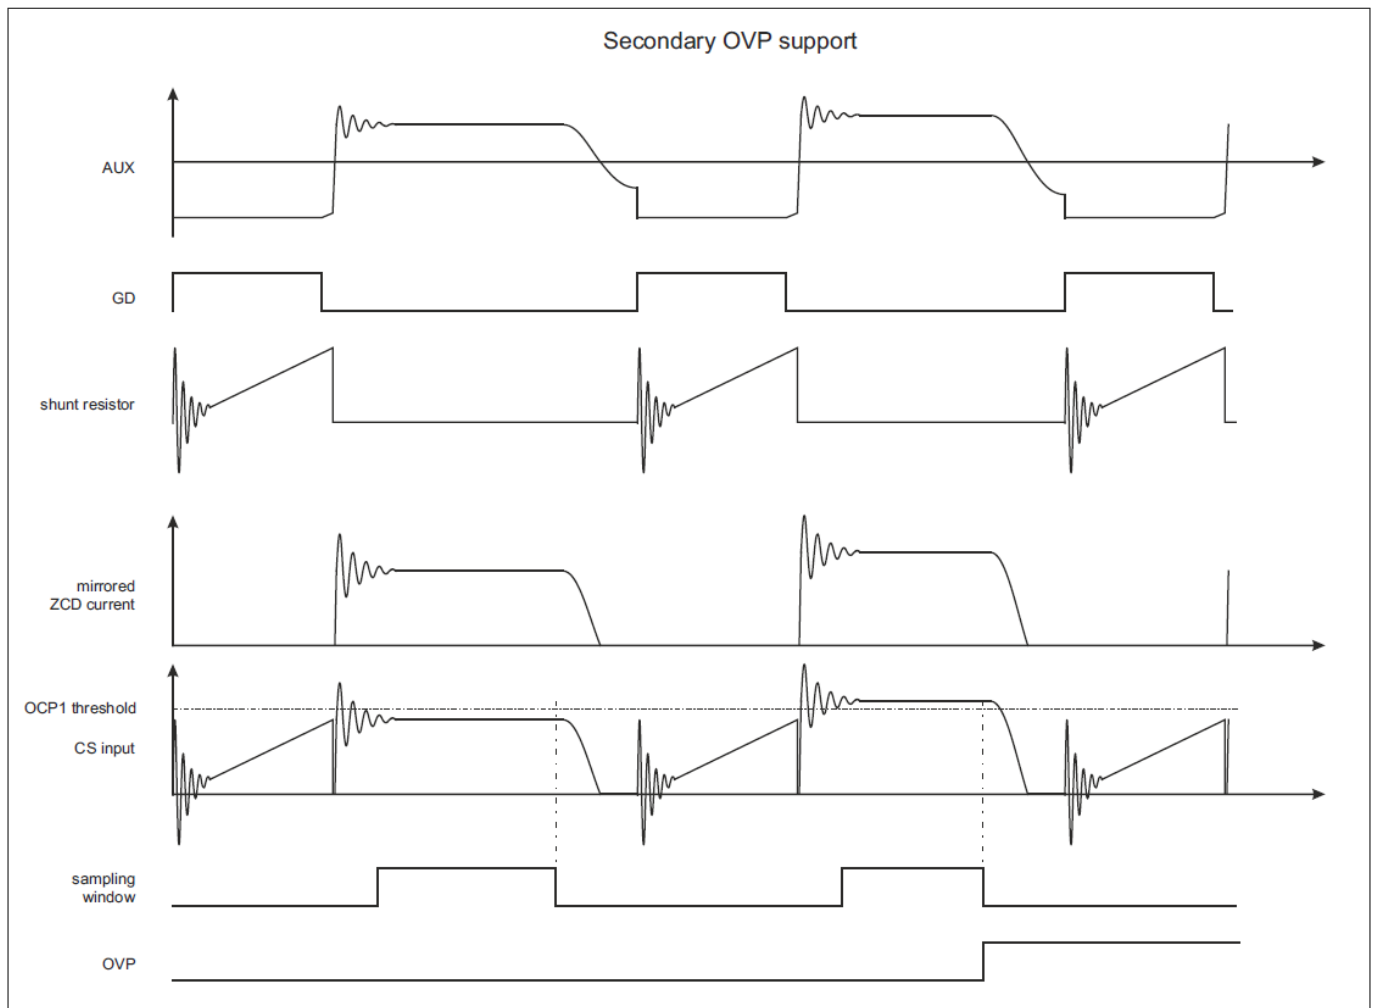 Secondary OVP support
AUX
GD
shunt resistor
mirrored
ZCD current
OCP1 threshold
CS input
sampling
window
OVP